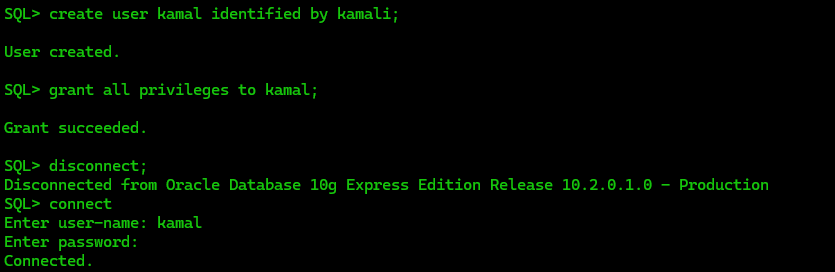 SQL> create user kamal identified by kamali;
User created.
SQL> grant all privileges to kamal;
Grant succeeded.
SQL> disconnect;
Disconnected from Oracle Database 10g Express Edition Release 10.2.0.1.0 - Production
SQL> connect
Enter user-name: kamal
Enter password:
Connected.